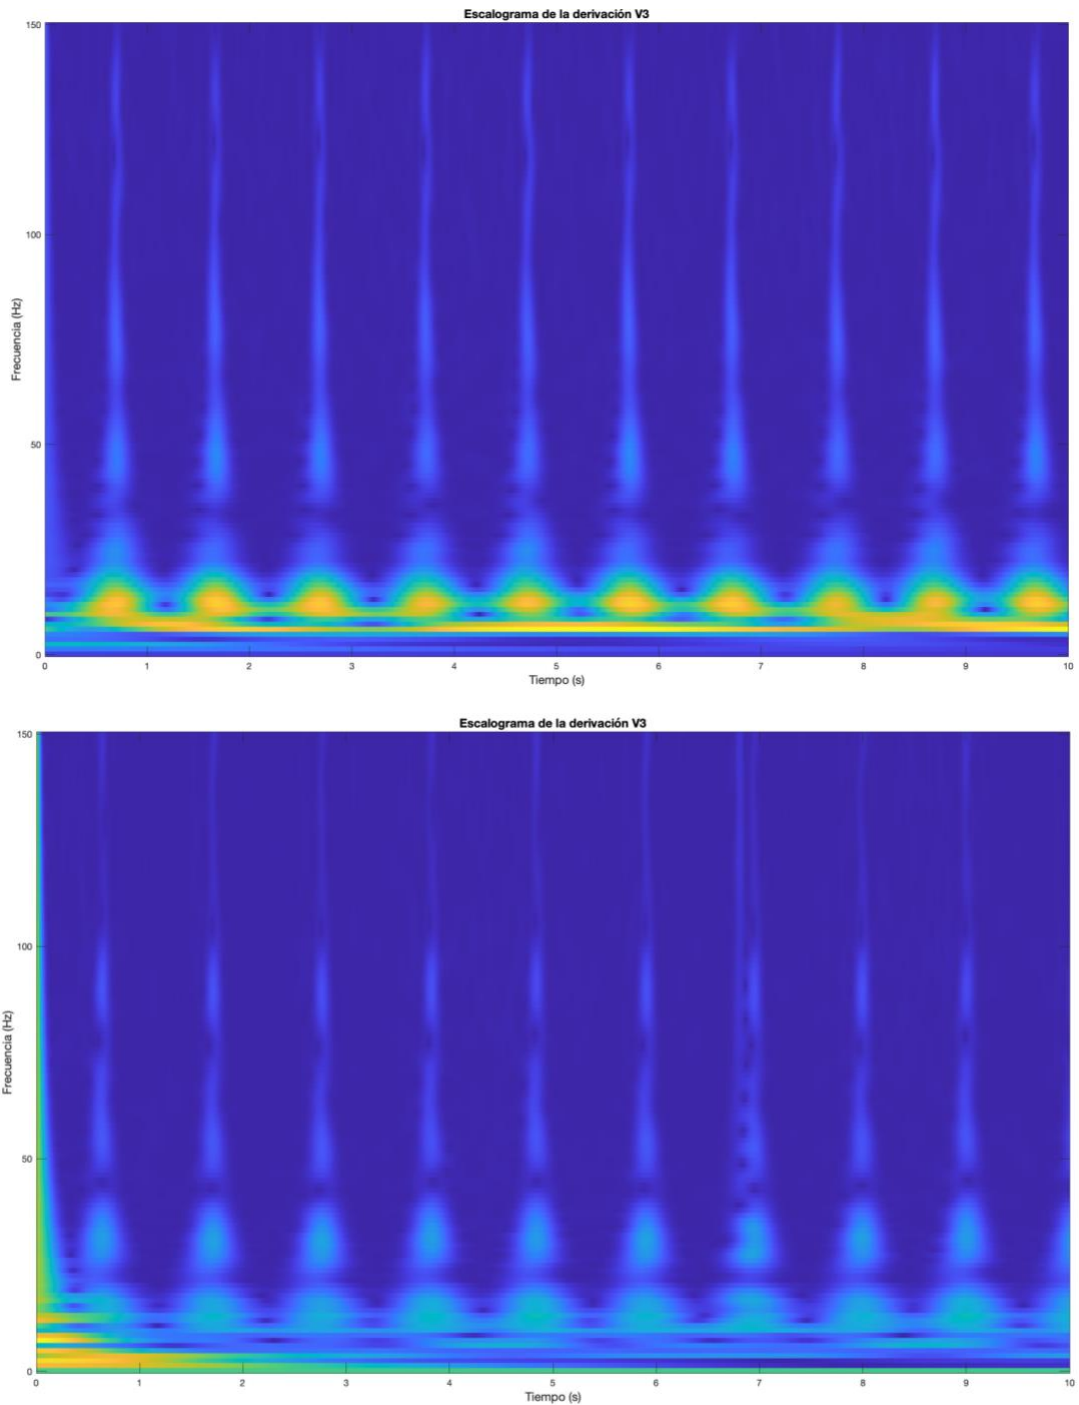 Escalograma de la derivación V3
150
100
50
0
Frecuencia (Hz)
0 1 2 3 4 5 6 7 8 9 10
Tiempo (s)
Escalograma de la derivación V3
150
100
50
0
Frecuencia (Hz)
0 1 2 3 4 5 6 7 8 9 10
Tiempo (s)